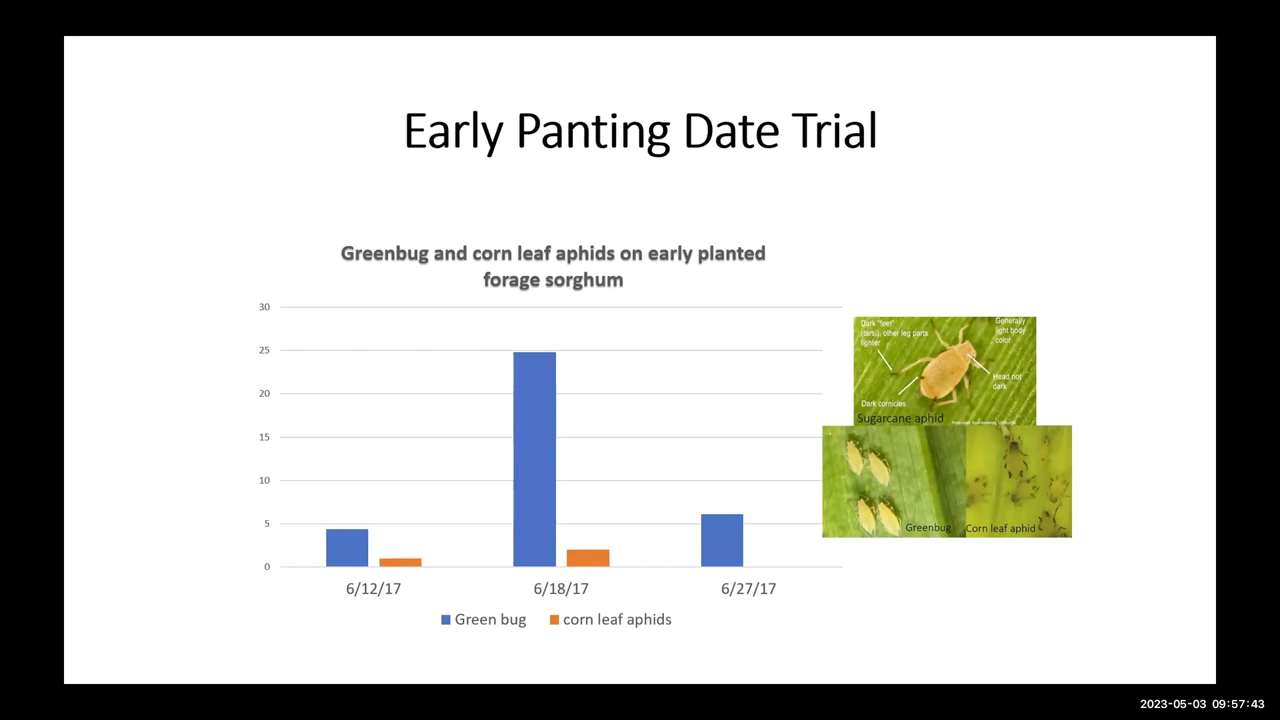 Early Panting Date Trial
Greenbug and corn leaf aphids on early planted
forage sorghum
30
25
20
15
10
5
0
6/12/17
6/18/17
6/27/17
Green bug
corn leaf aphids
Dark "feet"
(tarsi), other leg parts
lighter
Generally
light body
color
Head not
dark
Dark cornicles
Sugarcane aphid
Greenbug
Corn leaf aphid
2023-05-03 09:57:43